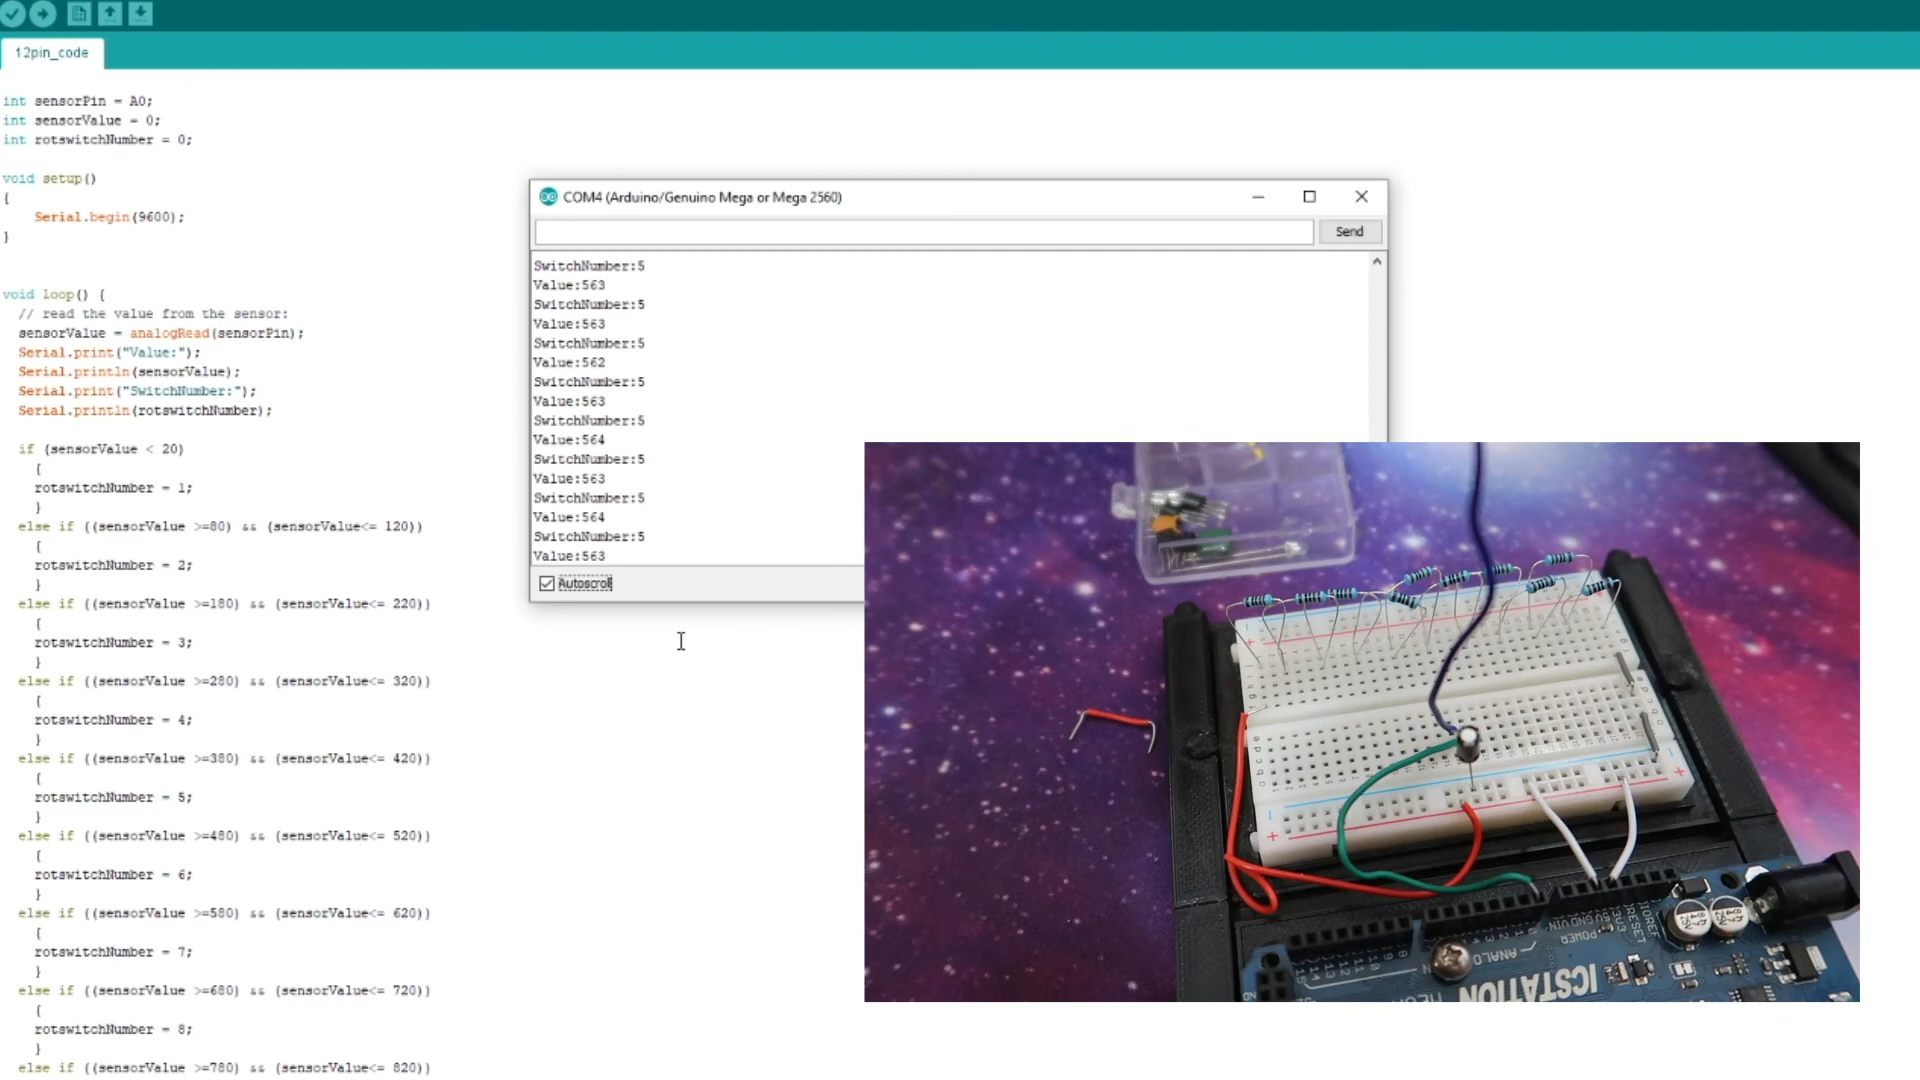 12pin_code
int sensorPin = A0;
int sensorValue = 0;
int rotswitchNumber = 0;
void setup()
{
Serial.begin(9600);
}
void loop() {
// read the value from the sensor:
sensorValue = analogRead(sensorPin);
Serial.print("Value:");
Serial.println(sensorValue);
Serial.print("SwitchNumber:");
Serial.println(rotswitchNumber);
if (sensorValue < 20)
{
rotswitchNumber = 1;
}
else if ((sensorValue >=80) && (sensorValue<= 120))
{
rotswitchNumber = 2;
}
else if ((sensorValue >=180) && (sensorValue<= 220))
{
rotswitchNumber = 3;
}
else if ((sensorValue >=280) && (sensorValue<= 320))
{
rotswitchNumber = 4;
}
else if ((sensorValue >=380) && (sensorValue<= 420))
{
rotswitchNumber = 5;
}
else if ((sensorValue >=480) && (sensorValue<= 520))
{
rotswitchNumber = 6;
}
else if ((sensorValue >=580) && (sensorValue<= 620))
{
rotswitchNumber = 7;
}
else if ((sensorValue >=680) && (sensorValue<= 720))
{
rotswitchNumber = 8;
}
else if ((sensorValue >=780) && (sensorValue<= 820))
COM4 (Arduino/Genuino Mega or Mega 2560)
Send
SwitchNumber:5
Value:563
SwitchNumber:5
Value:563
SwitchNumber:5
Value:562
SwitchNumber:5
Value:563
SwitchNumber:5
Value:564
SwitchNumber:5
Value:563
SwitchNumber:5
Value:564
SwitchNumber:5
Value:563
Autoscroll
IOREF
RESET
3V3
5V
GND
VIN
POWER
ANALO
ICSTATION